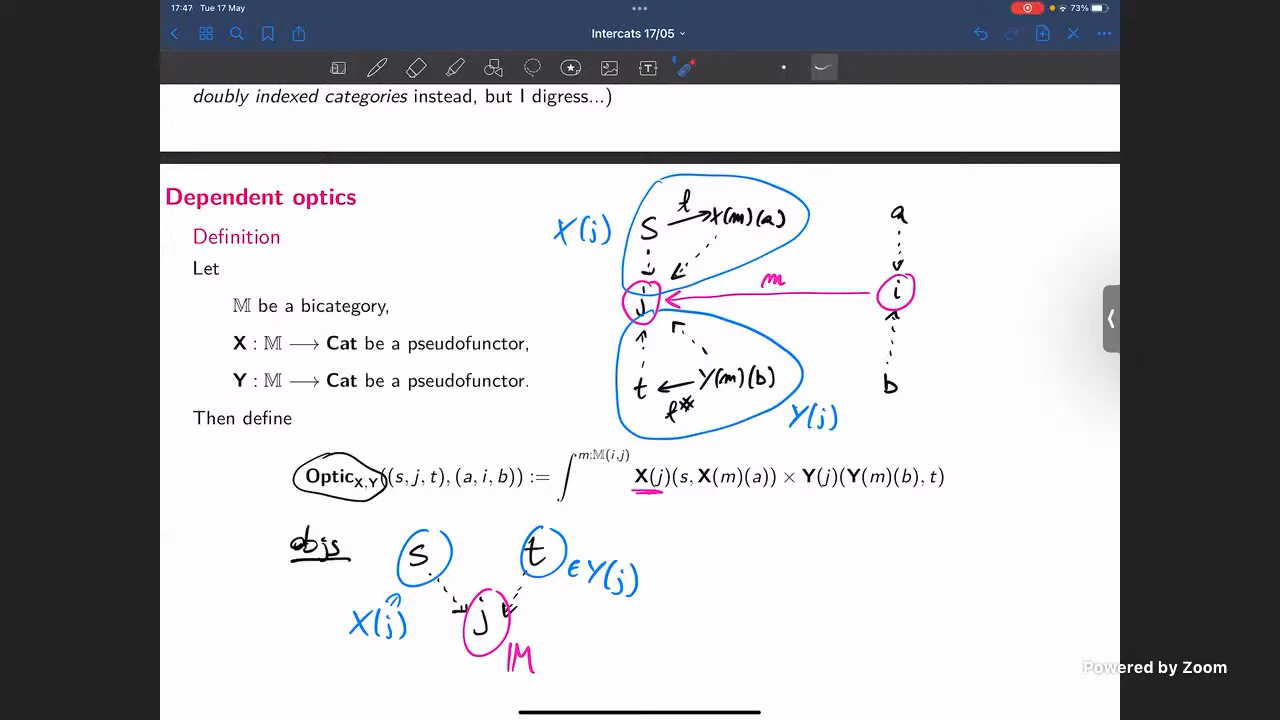 17:47 Tue 17 May
73%
Intercats 17/05
doubly indexed categories instead, but I digress...)
Dependent optics
Definition
Let
𝕄 be a bicategory,
X : 𝕄 ⟶ Cat be a pseudofunctor,
Y : 𝕄 ⟶ Cat be a pseudofunctor.
Then define
Optic_{X,Y}((s, j, t), (a, i, b)) := ∫^{m:𝕄(i,j)} X(j)(s, X(m)(a)) × Y(j)(Y(m)(b), t)
X(j)
s f X(m)(a)
a
j m i
t f# Y(m)(b)
b
Y(j)
objs
s t ∈ Y(j)
X(j) j
𝕄
Powered by Zoom